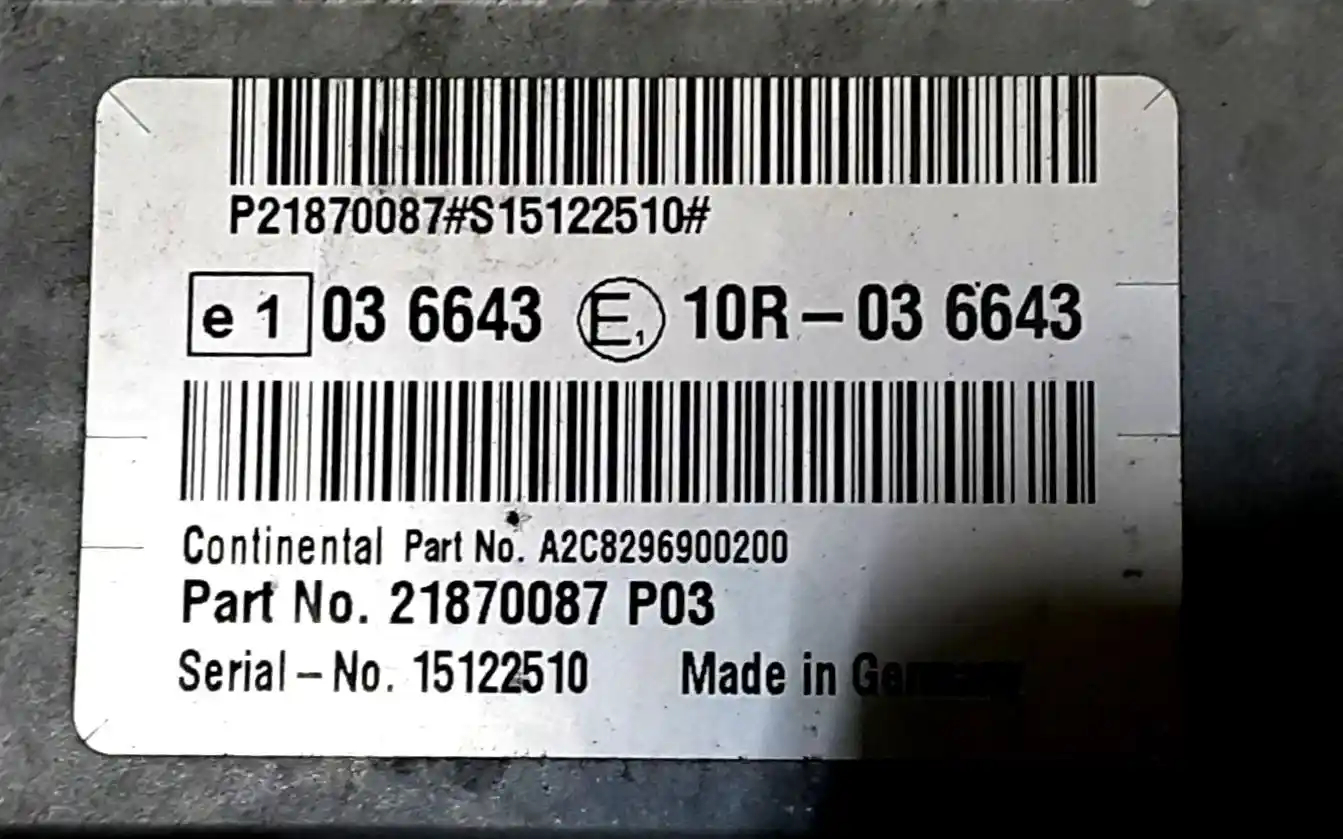 P21870087#S15122510#
e 1 03 6643 E1 10R-03 6643
Continental Part No. A2C8296900200
Part No. 21870087 P03
Serial-No. 15122510 Made in Germany